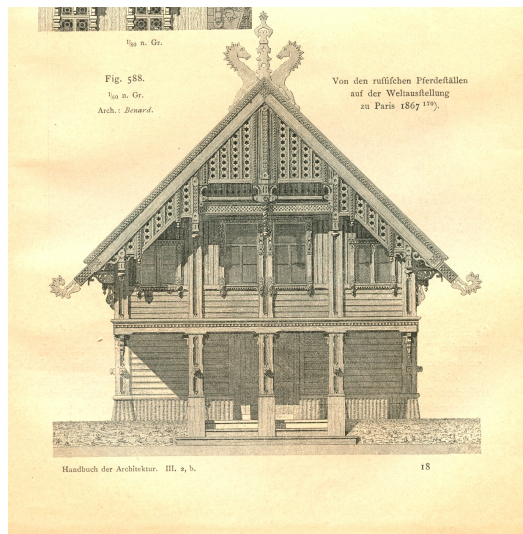 1/50 n. Gr.
Fig. 588.
1/60 n. Gr.
Arch.: Benard.
Von den ruſſiſchen Pferdeſtällen
auf der Weltausſtellung
zu Paris 1867 170).
Handbuch der Architektur. III. 2, b.
18